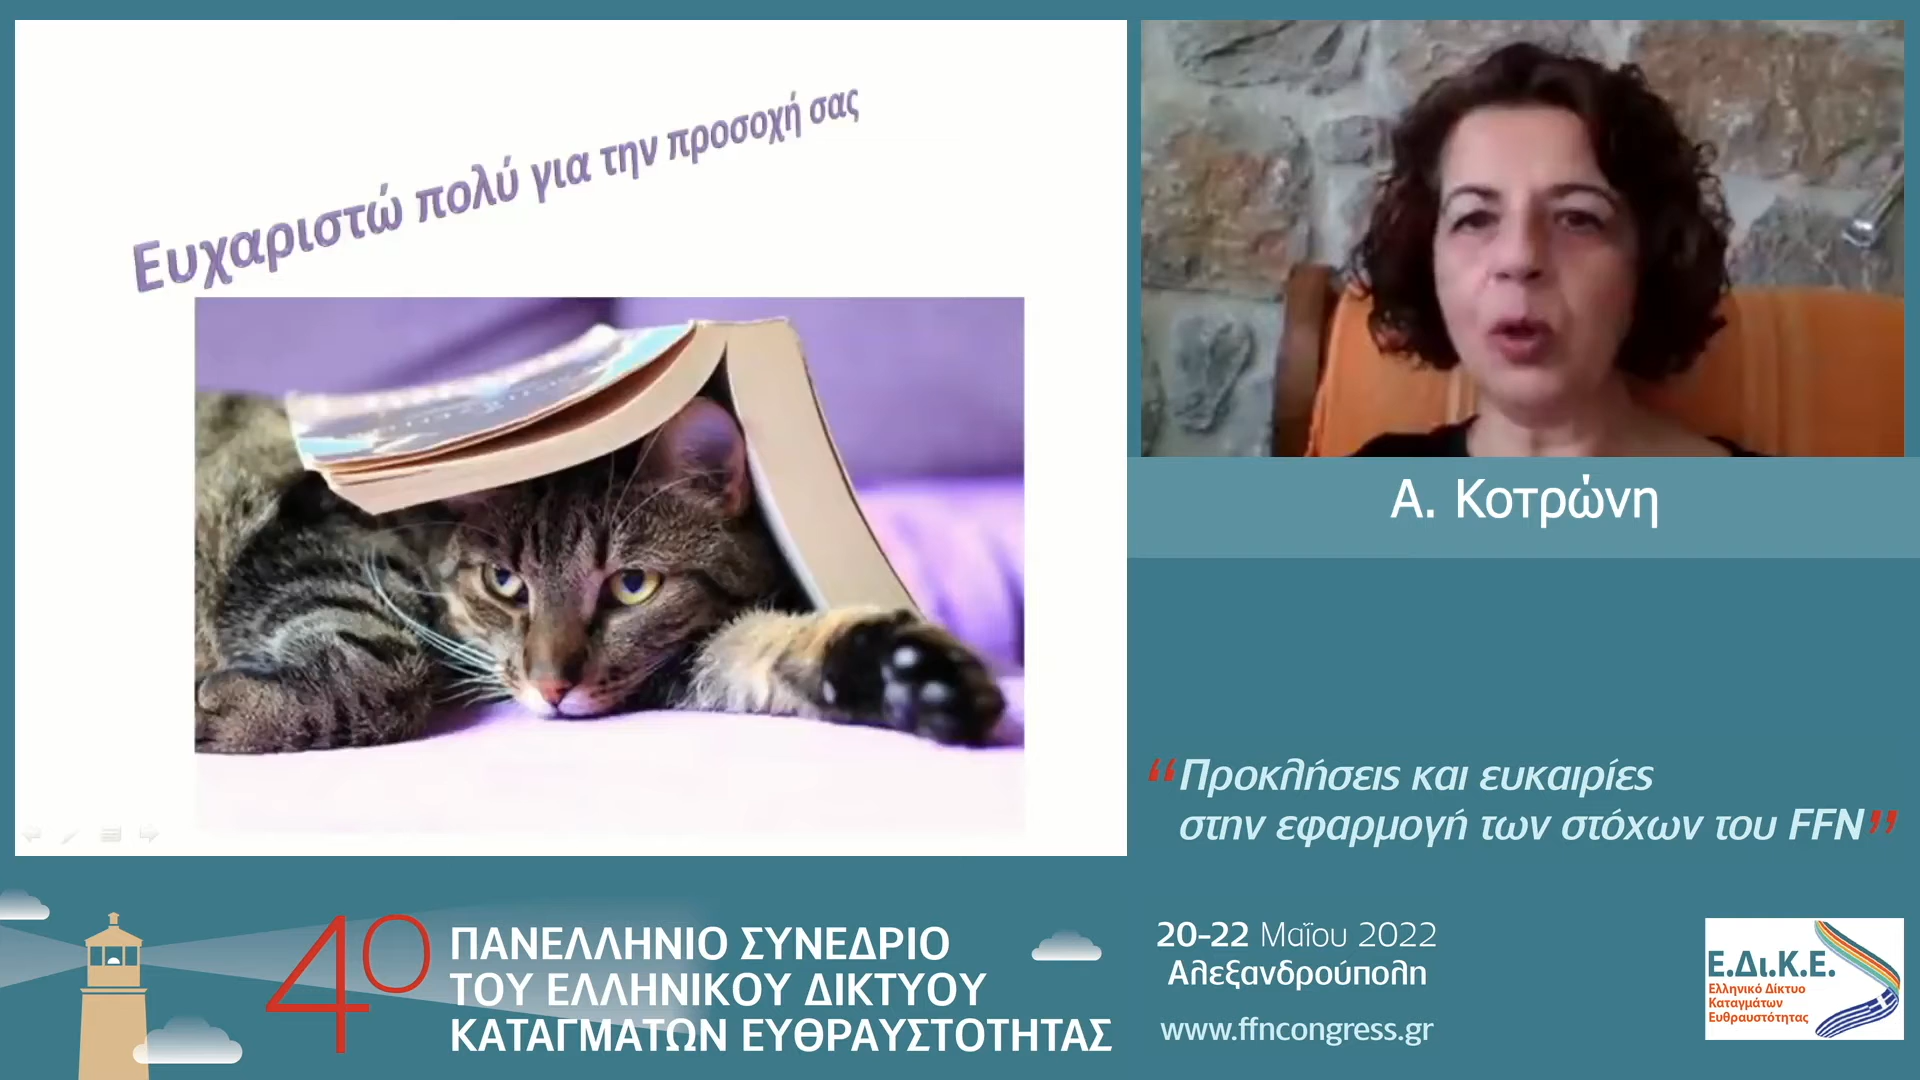 Ευχαριστώ πολύ για την προσοχή σας
Α. Κοτρώνη
“Προκλήσεις και ευκαιρίες
στην εφαρμογή των στόχων του FFN”
4ο
ΠΑΝΕΛΛΗΝΙΟ ΣΥΝΕΔΡΙΟ
ΤΟΥ ΕΛΛΗΝΙΚΟΥ ΔΙΚΤΥΟΥ
ΚΑΤΑΓΜΑΤΩΝ ΕΥΘΡΑΥΣΤΟΤΗΤΑΣ
20-22 Μαΐου 2022
Αλεξανδρούπολη
www.ffncongress.gr
Ε.Δι.Κ.Ε.
Ελληνικό Δίκτυο
Καταγμάτων
Ευθραυστότητας